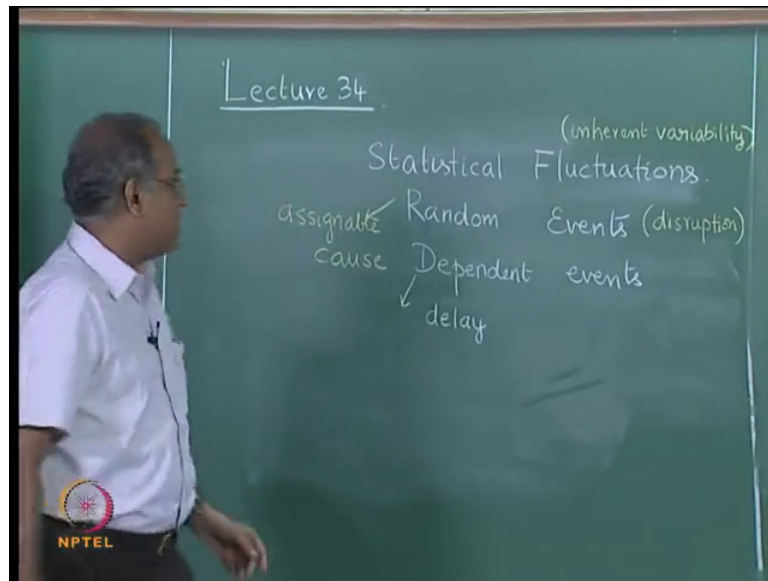 Lecture 34.
(inherent variability)
Statistical Fluctuations.
assignable Random Events (disruption)
cause Dependent events
delay
NPTEL